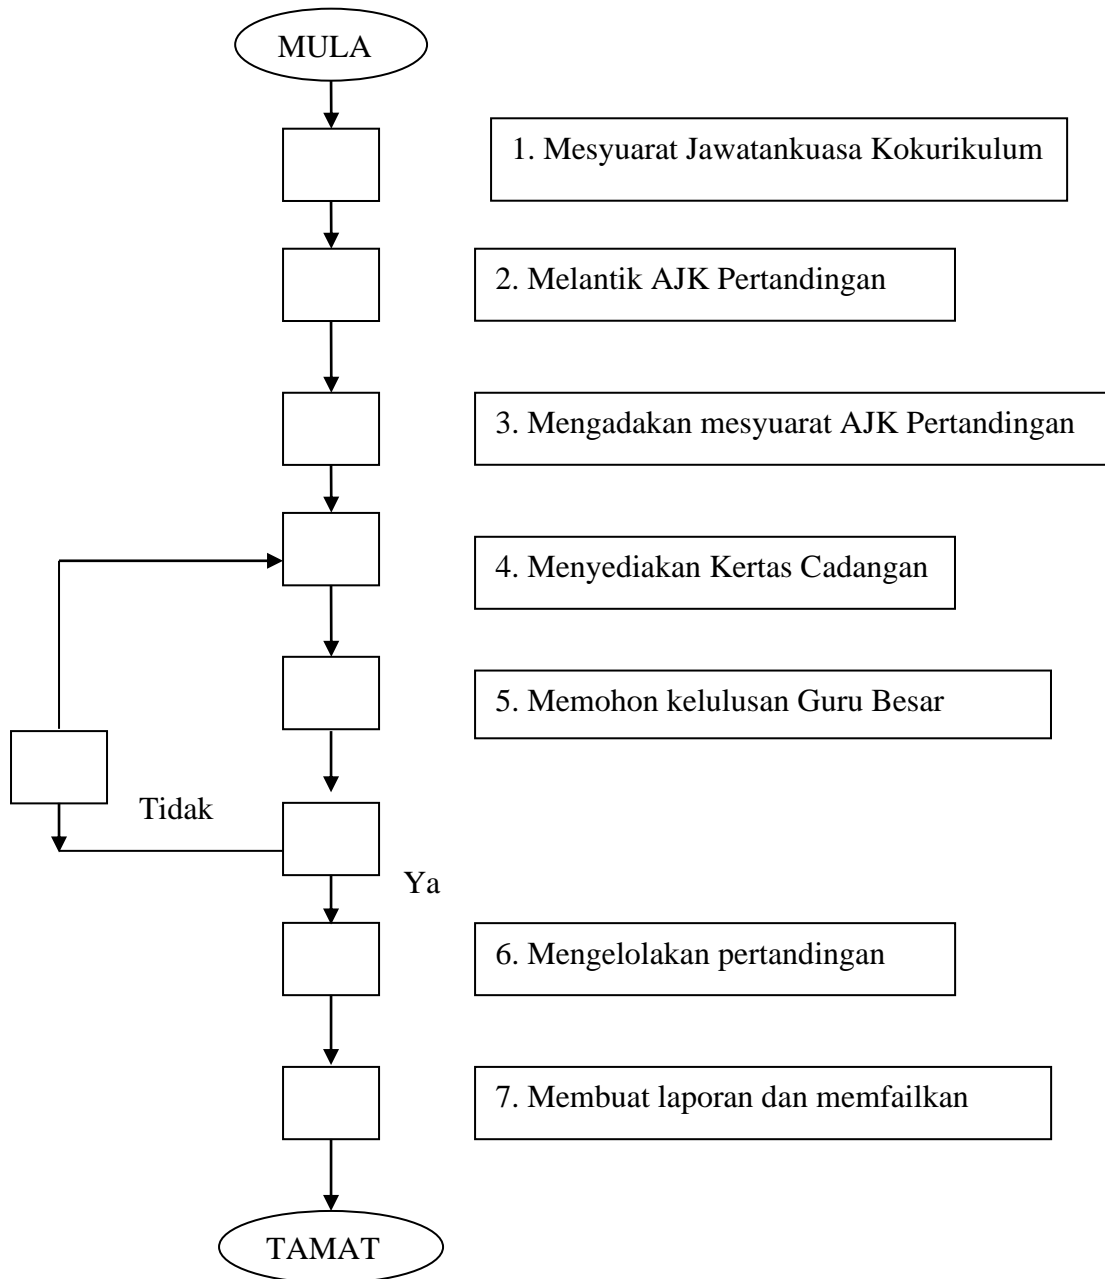 MULA
1. Mesyuarat Jawatankuasa Kokurikulum
2. Melantik AJK Pertandingan
3. Mengadakan mesyuarat AJK Pertandingan
4. Menyediakan Kertas Cadangan
5. Memohon kelulusan Guru Besar
Tidak
Ya
6. Mengelolakan pertandingan
7. Membuat laporan dan memfailkan
TAMAT